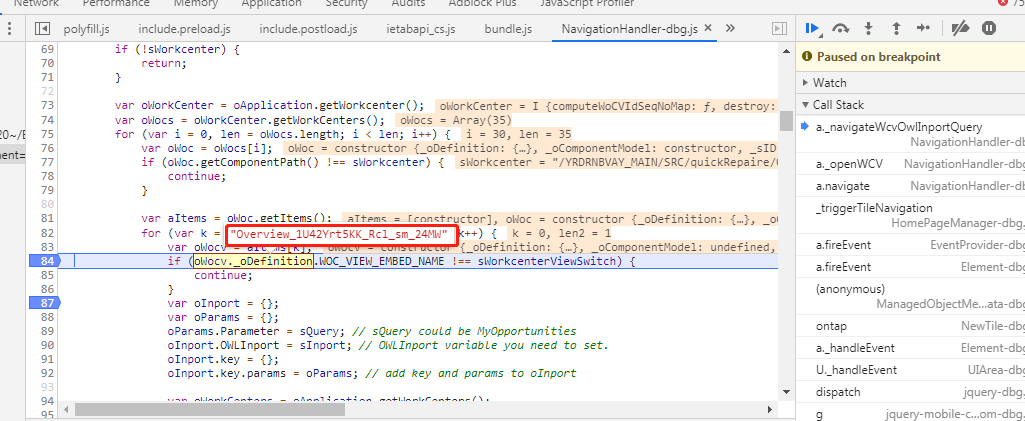 Network Performance Memory Application Security Audits Adblock Plus JavaScript Profiler 75
polyfill.js include.preload.js include.postload.js ietabapi_cs.js bundle.js NavigationHandler-dbg.js × »
Paused on breakpoint
Watch
Call Stack
a._navigateWcvOwlInportQuery
NavigationHandler-db
a._openWCV NavigationHandler-dbg
a.navigate NavigationHandler-dbg
_triggerTileNavigation
HomePageManager-dbg
a.fireEvent EventProvider-dbg
a.fireEvent Element-dbg
(anonymous)
ManagedObjectMe...ata-dbg
ontap NewTile-dbg
a._handleEvent Element-dbg
U._handleEvent UIArea-dbg
dispatch jquery-dbg
g jquery-mobile-c...om-dbg
20~/E
nent=
69 if (!sWorkcenter) {
70 return;
71 }
72
73 var oWorkCenter = oApplication.getWorkcenter(); oWorkCenter = I {computeWoCVIdSeqNoMap: ƒ, destroy:
74 var oWocs = oWorkCenter.getWorkCenters(); oWocs = Array(35)
75 for (var i = 0, len = oWocs.length; i < len; i++) { i = 30, len = 35
76 var oWoc = oWocs[i]; oWoc = constructor {_oDefinition: {…}, _oComponentModel: constructor, _sID
77 if (oWoc.getComponentPath() !== sWorkcenter) { sWorkcenter = "/YRDRNBVAY_MAIN/SRC/quickRepaire/
78 continue;
79 }
80
81 var aItems = oWoc.getItems(); aItems = [constructor], oWoc = constructor {_oDefinition: {…}, _o
82 for (var k = "Overview_1U42Yrt5KK_Rcl_sm_24MW" k++) { k = 0, len2 = 1
83 var oWocv = aItems[k]; oWocv = constructor {_oDefinition: {…}, _oComponentModel: undefined,
84 if (oWocv._oDefinition.WOC_VIEW_EMBED_NAME !== sWorkcenterViewSwitch) {
85 continue;
86 }
87 var oInport = {};
88 var oParams = {};
89 oParams.Parameter = sQuery; // sQuery could be MyOpportunities
90 oInport.OWLInport = sInport; // OWLInport variable you need to set.
91 oInport.key = {};
92 oInport.key.params = oParams; // add key and params to oInport
93
94 var oWorkCenters = oApplication.getWorkCenters();
95